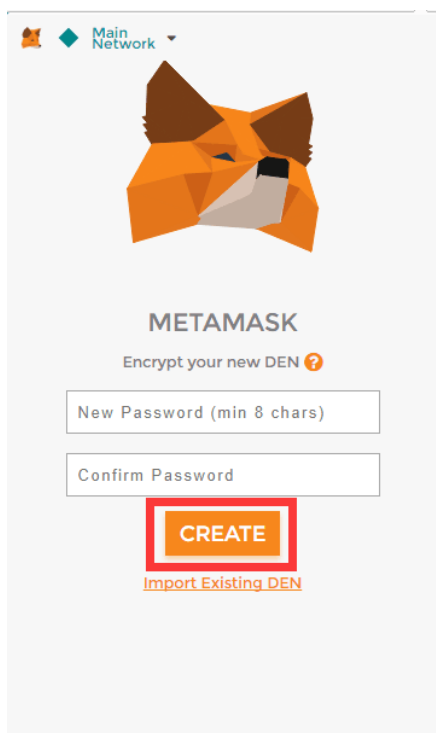 Main
Network
METAMASK
Encrypt your new DEN ?
New Password (min 8 chars)
Confirm Password
CREATE
Import Existing DEN